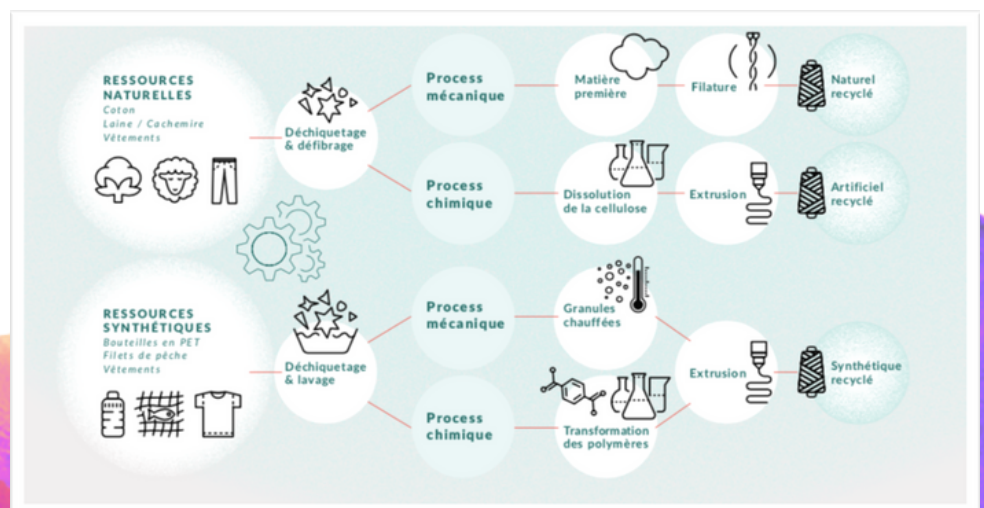 RESSOURCES
NATURELLES
Coton
Laine / Cachemire
Vêtements
Déchiquetage
& défibrage
Process
mécanique
Matière
première
Filature
Naturel
recyclé
Process
chimique
Dissolution
de la cellulose
Extrusion
Artificiel
recyclé
RESSOURCES
SYNTHÉTIQUES
Bouteilles en PET
Filets de pêche
Vêtements
Déchiquetage
& lavage
Process
mécanique
Granules
chauffées
Process
chimique
Transformation
des polymères
Extrusion
Synthétique
recyclé